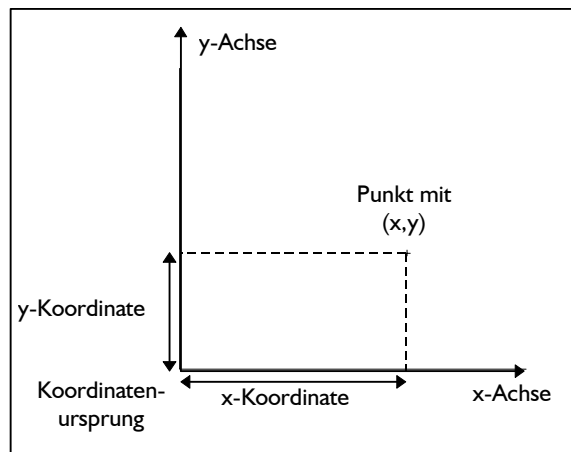 y-Achse
Punkt mit
(x,y)
y-Koordinate
Koordinaten-
ursprung
x-Koordinate
x-Achse